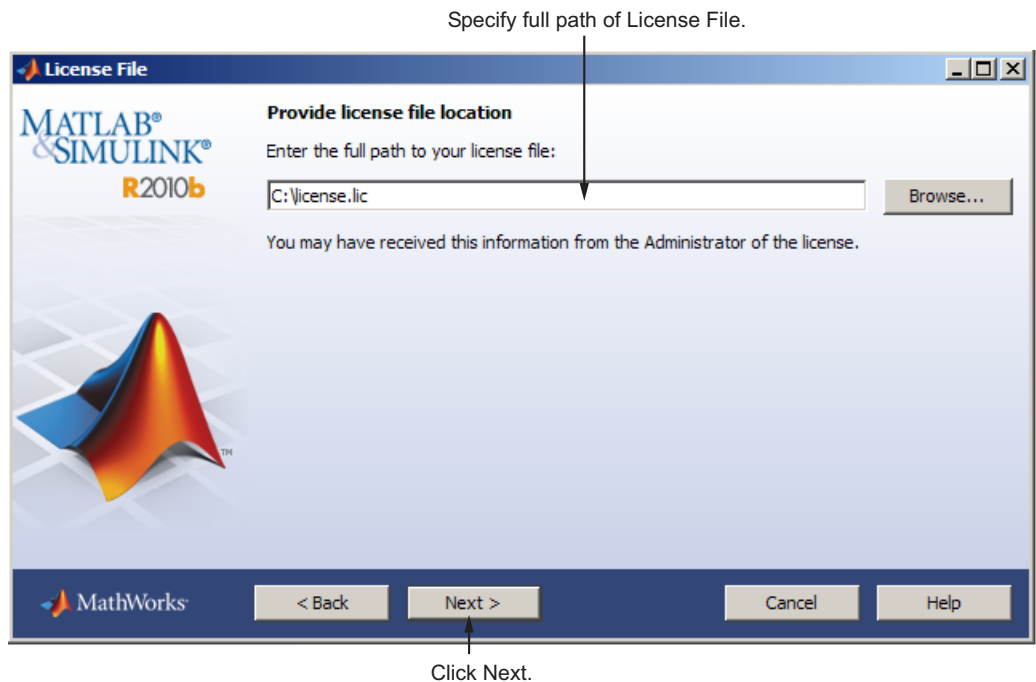 Specify full path of License File.
License File
MATLAB®
&SIMULINK®
R2010b
Provide license file location
Enter the full path to your license file:
C:\license.lic
Browse...
You may have received this information from the Administrator of the license.
TM
MathWorks
< Back
Next >
Cancel
Help
Click Next.